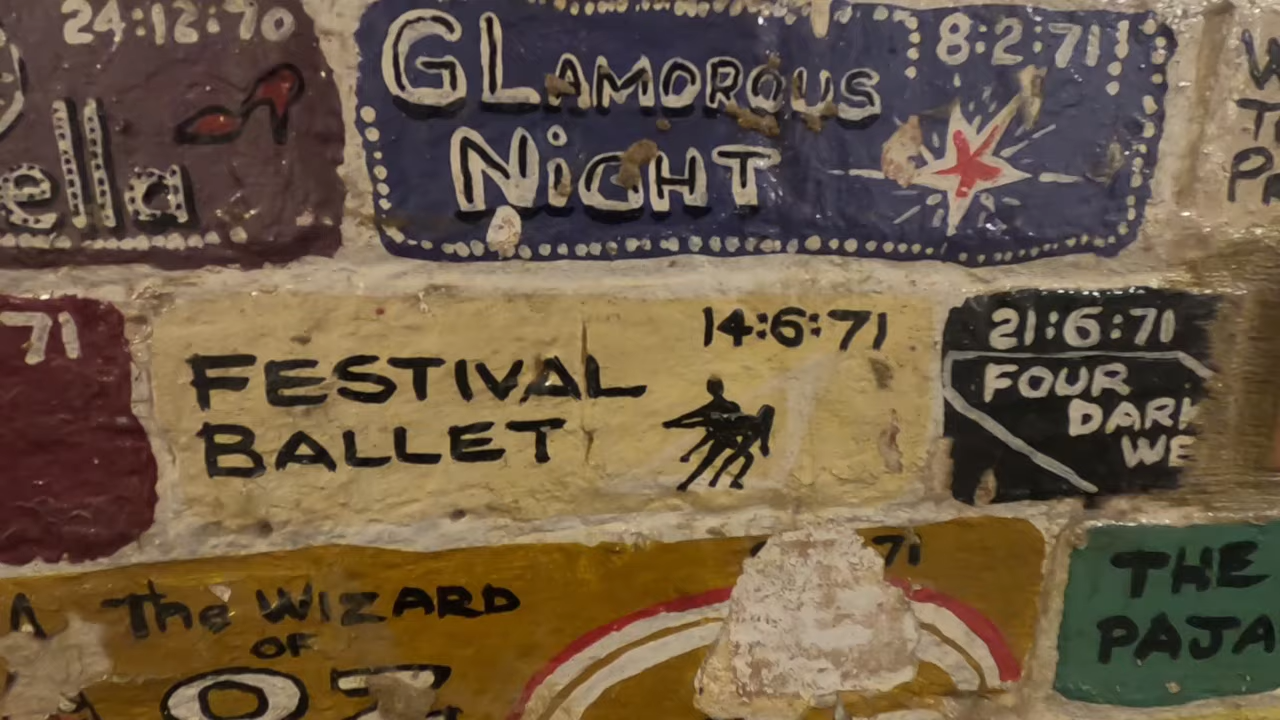 24:12:70
ella
GLAMOROUS
NIGHT
8:2:71
71
FESTIVAL
BALLET
14:6:71
21:6:71
FOUR
DARK
WE
The WIZARD
OF
OZ
71
THE
PAJA